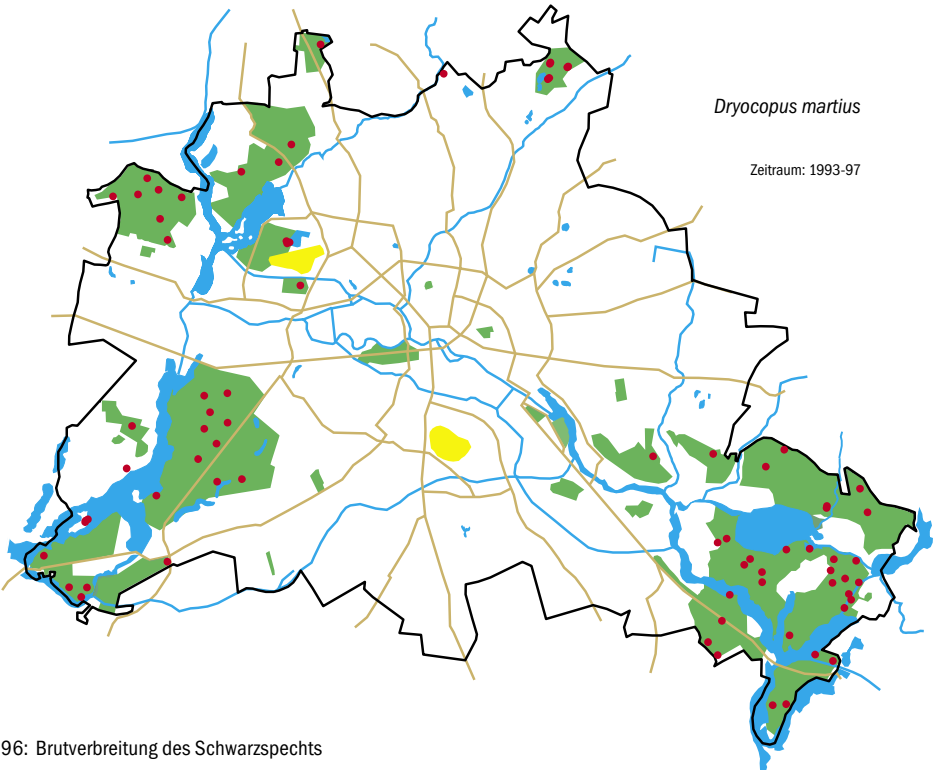 Dryocopus martius
Zeitraum: 1993-97
96: Brutverbreitung des Schwarzspechts